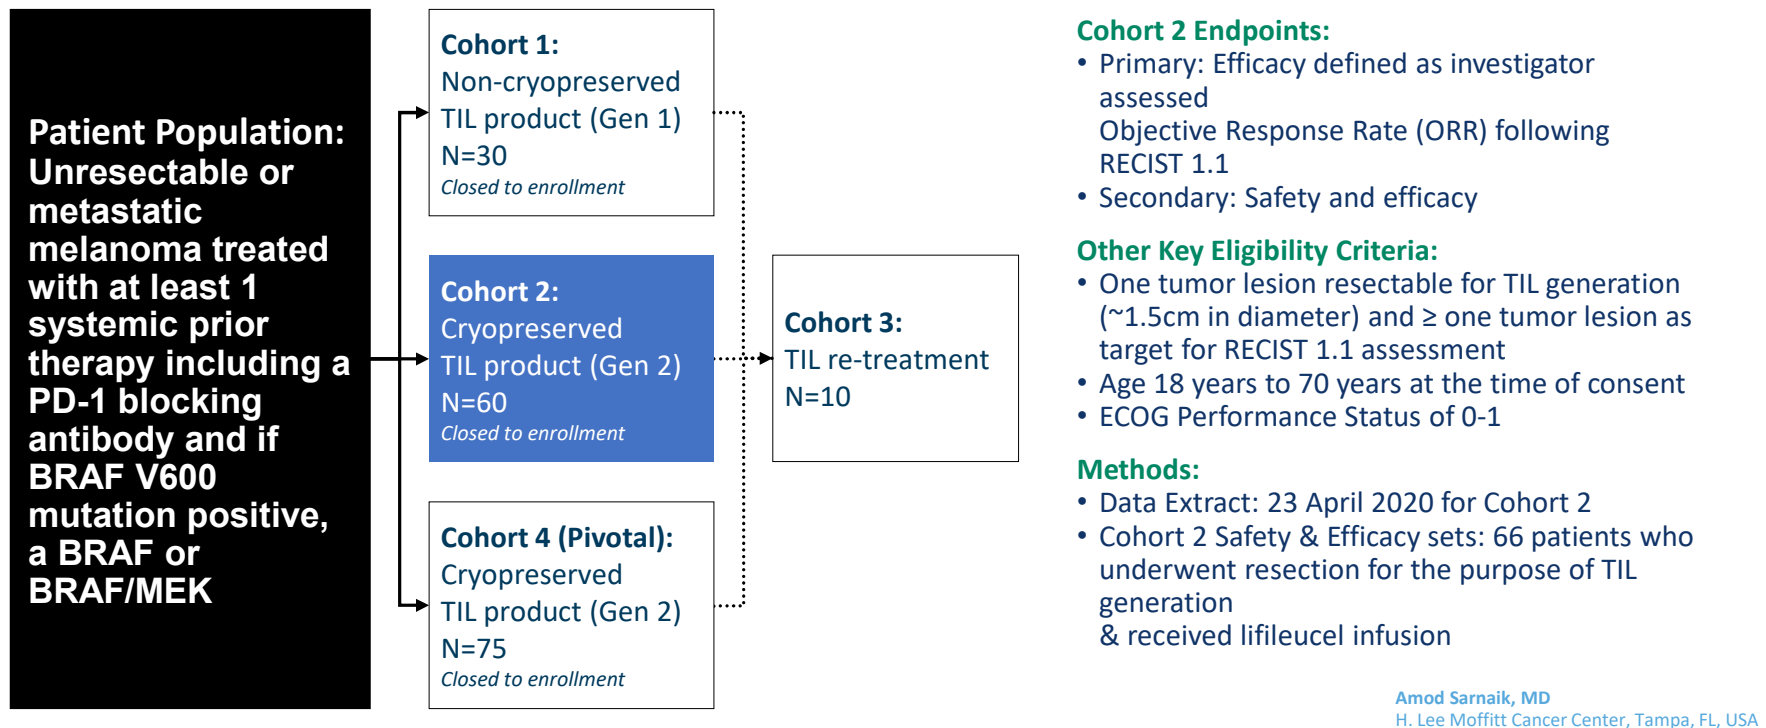 Patient Population:
Unresectable or
metastatic
melanoma treated
with at least 1
systemic prior
therapy including a
PD-1 blocking
antibody and if
BRAF V600
mutation positive,
a BRAF or
BRAF/MEK
Cohort 1:
Non-cryopreserved
TIL product (Gen 1)
N=30
Closed to enrollment
Cohort 2:
Cryopreserved
TIL product (Gen 2)
N=60
Closed to enrollment
Cohort 4 (Pivotal):
Cryopreserved
TIL product (Gen 2)
N=75
Closed to enrollment
Cohort 3:
TIL re-treatment
N=10
Cohort 2 Endpoints:
• Primary: Efficacy defined as investigator
assessed
Objective Response Rate (ORR) following
RECIST 1.1
• Secondary: Safety and efficacy
Other Key Eligibility Criteria:
• One tumor lesion resectable for TIL generation
(~1.5cm in diameter) and ≥ one tumor lesion as
target for RECIST 1.1 assessment
• Age 18 years to 70 years at the time of consent
• ECOG Performance Status of 0-1
Methods:
• Data Extract: 23 April 2020 for Cohort 2
• Cohort 2 Safety & Efficacy sets: 66 patients who
underwent resection for the purpose of TIL
generation
& received lifileucel infusion
Amod Sarnaik, MD
H. Lee Moffitt Cancer Center, Tampa, FL, USA